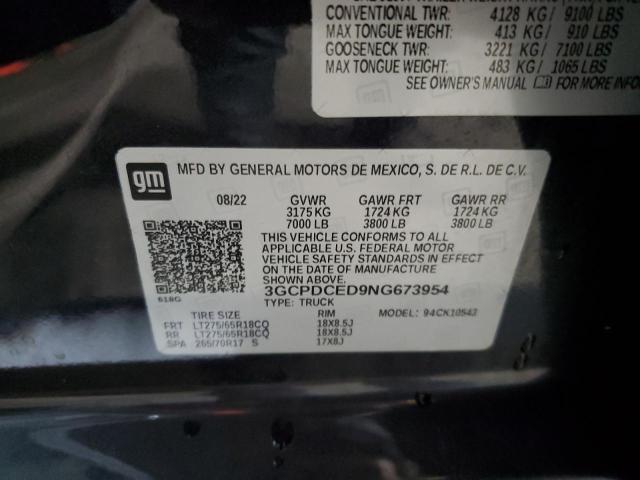 CONVENTIONAL TWR: 4128 KG / 9100 LBS
MAX TONGUE WEIGHT: 413 KG / 910 LBS
GOOSENECK TWR: 3221 KG / 7100 LBS
MAX TONGUE WEIGHT: 483 KG / 1065 LBS
SEE OWNER'S MANUAL FOR MORE INFO
gm
MFD BY GENERAL MOTORS DE MEXICO, S. DE R.L. DE C.V.
08/22 GVWR GAWR FRT GAWR RR
3175 KG 1724 KG 1724 KG
7000 LB 3800 LB 3800 LB
THIS VEHICLE CONFORMS TO ALL
APPLICABLE U.S. FEDERAL MOTOR
VEHICLE SAFETY, BUMPER, AND THEFT
PREVENTION STANDARDS IN EFFECT ON
THE DATE OF MANUFACTURE
SHOWN ABOVE.
3GCPDCED9NG673954
618G
TYPE: TRUCK
TIRE SIZE RIM MODEL: 94CK10543
FRT LT275/65R18CQ 18X8.5J
RR LT275/65R18CQ 18X8.5J
SPA 265/70R17 S 17X8J